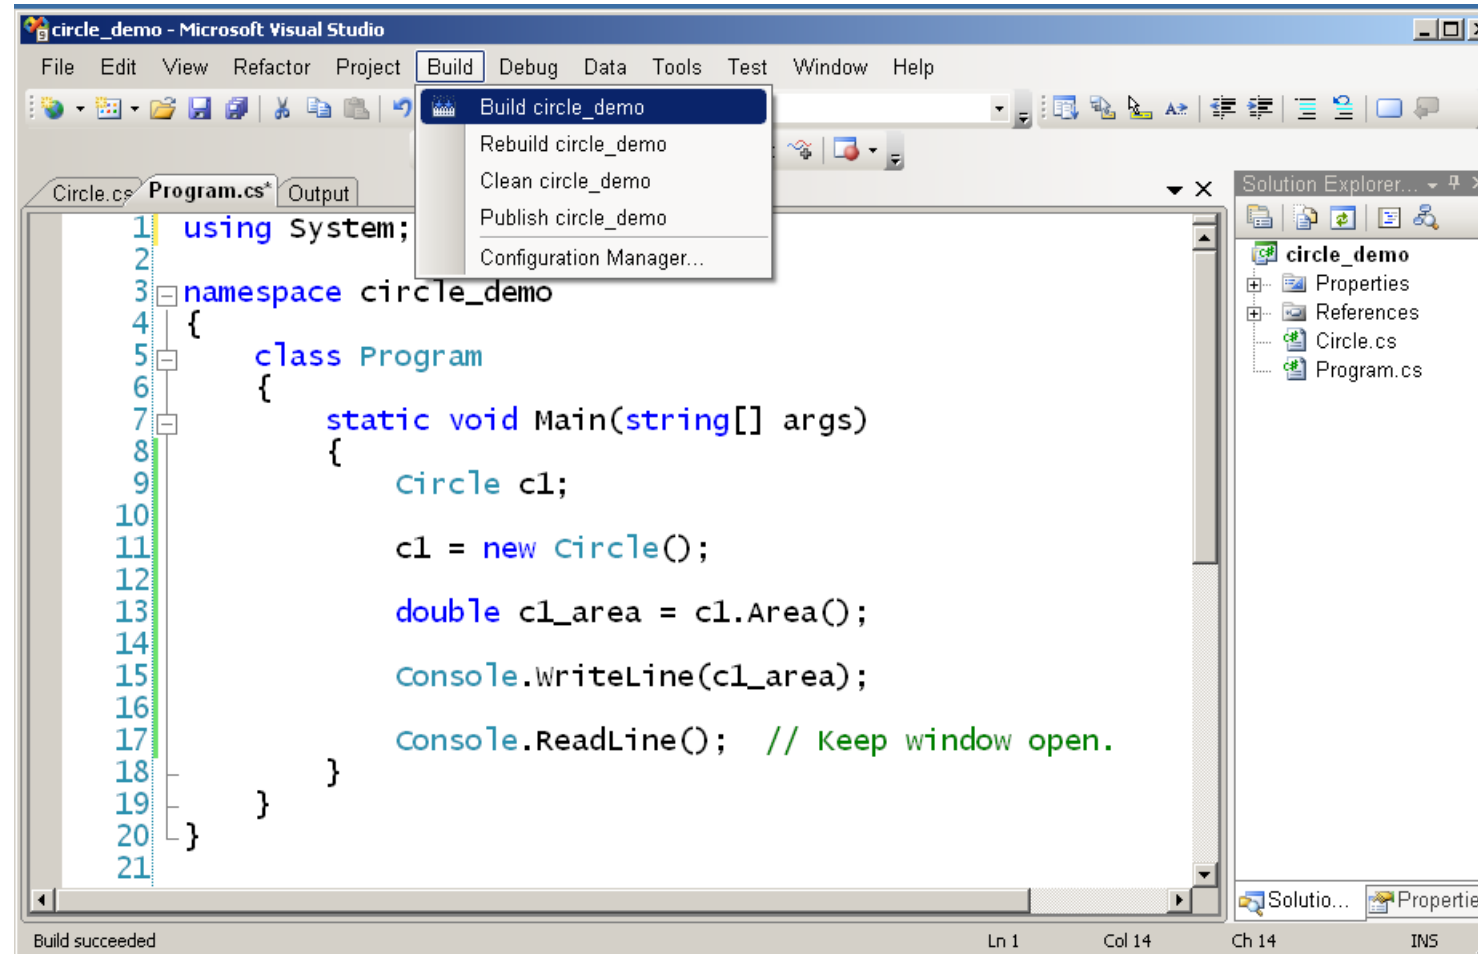 circle_demo - Microsoft Visual Studio
File Edit View Refactor Project Build Debug Data Tools Test Window Help
Build circle_demo
Rebuild circle_demo
Clean circle_demo
Publish circle_demo
Configuration Manager...
Circle.cs Program.cs* Output
Solution Explorer...
1 using System;
2
3 namespace circle_demo
4 {
5 class Program
6 {
7 static void Main(string[] args)
8 {
9 Circle c1;
10
11 c1 = new Circle();
12
13 double c1_area = c1.Area();
14
15 Console.WriteLine(c1_area);
16
17 Console.ReadLine(); // Keep window open.
18 }
19 }
20 }
21
circle_demo
Properties
References
Circle.cs
Program.cs
Solutio... Propertie
Build succeeded Ln 1 Col 14 Ch 14 INS